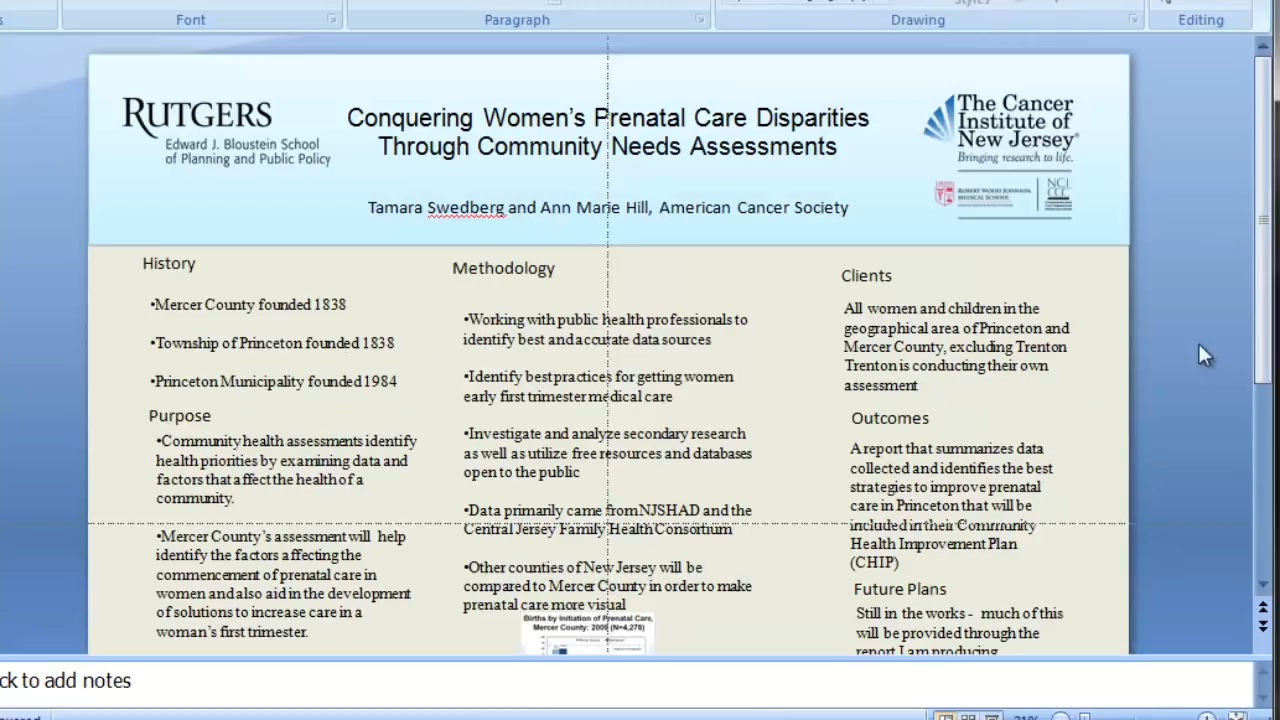 Font
Paragraph
Drawing
Editing
RUTGERS
Edward J. Bloustein School
of Planning and Public Policy
Conquering Women's Prenatal Care Disparities
Through Community Needs Assessments
Tamara Swedberg and Ann Marie Hill, American Cancer Society
The Cancer
Institute of
New Jersey®
Bringing research to life.
ROBERT WOOD JOHNSON
MEDICAL SCHOOL
NCI
CCC
History
•Mercer County founded 1838
•Township of Princeton founded 1838
•Princeton Municipality founded 1984
Purpose
•Community health assessments identify
health priorities by examining data and
factors that affect the health of a
community.
•Mercer County's assessment will help
identify the factors affecting the
commencement of prenatal care in
women and also aid in the development
of solutions to increase care in a
woman's first trimester.
Methodology
•Working with public health professionals to
identify best and accurate data sources
•Identify best practices for getting women
early first trimester medical care
•Investigate and analyze secondary research
as well as utilize free resources and databases
open to the public
•Data primarily came from NJSHAD and the
Central Jersey Family Health Consortium
•Other counties of New Jersey will be
compared to Mercer County in order to make
prenatal care more visual
Births by Initiation of Prenatal Care,
Mercer County: 2009 (N=4,278)
Clients
All women and children in the
geographical area of Princeton and
Mercer County, excluding Trenton
Trenton is conducting their own
assessment
Outcomes
A report that summarizes data
collected and identifies the best
strategies to improve prenatal
care in Princeton that will be
included in their Community
Health Improvement Plan
(CHIP)
Future Plans
Still in the works - much of this
will be provided through the
report I am producing
ck to add notes